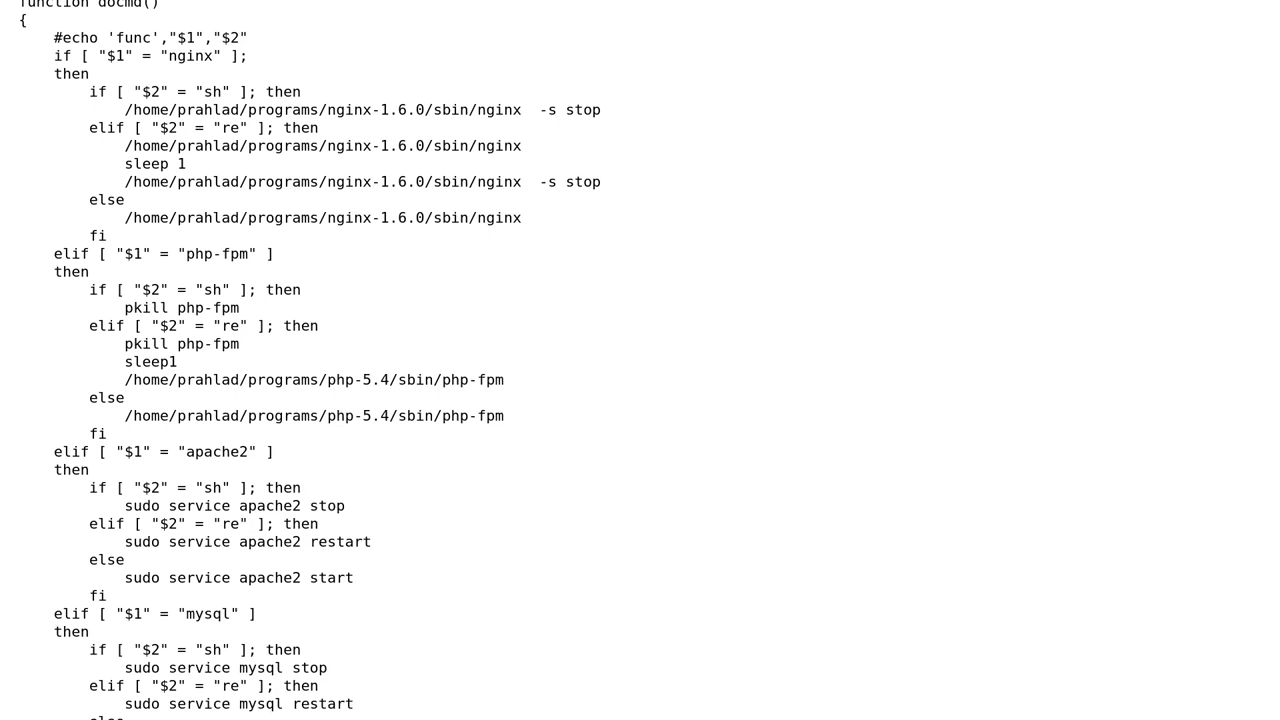 function docmd()
{
    #echo 'func',"$1","$2"
    if [ "$1" = "nginx" ];
    then
        if [ "$2" = "sh" ]; then
            /home/prahlad/programs/nginx-1.6.0/sbin/nginx  -s stop
        elif [ "$2" = "re" ]; then
            /home/prahlad/programs/nginx-1.6.0/sbin/nginx
            sleep 1
            /home/prahlad/programs/nginx-1.6.0/sbin/nginx  -s stop
        else
            /home/prahlad/programs/nginx-1.6.0/sbin/nginx
        fi
    elif [ "$1" = "php-fpm" ]
    then
        if [ "$2" = "sh" ]; then
            pkill php-fpm
        elif [ "$2" = "re" ]; then
            pkill php-fpm
            sleep1
            /home/prahlad/programs/php-5.4/sbin/php-fpm
        else
            /home/prahlad/programs/php-5.4/sbin/php-fpm
        fi
    elif [ "$1" = "apache2" ]
    then
        if [ "$2" = "sh" ]; then
            sudo service apache2 stop
        elif [ "$2" = "re" ]; then
            sudo service apache2 restart
        else
            sudo service apache2 start
        fi
    elif [ "$1" = "mysql" ]
    then
        if [ "$2" = "sh" ]; then
            sudo service mysql stop
        elif [ "$2" = "re" ]; then
            sudo service mysql restart
        else